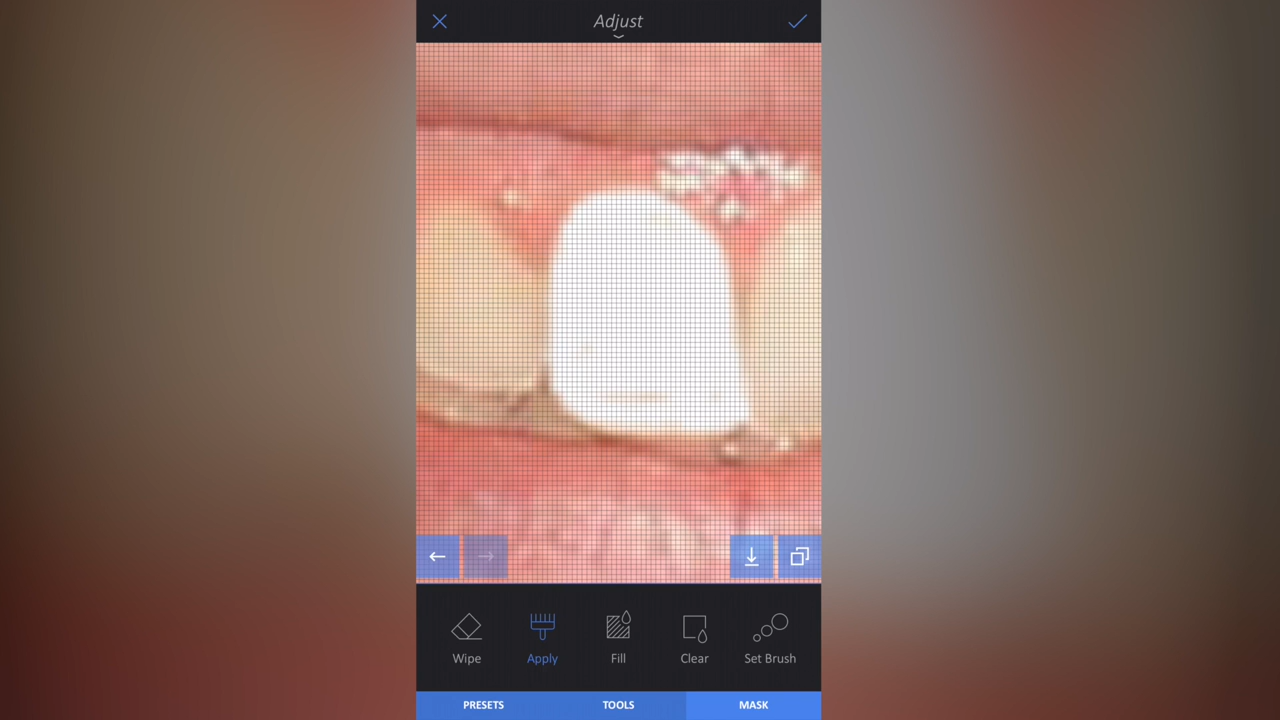 Adjust
Wipe
Apply
Fill
Clear
Set Brush
PRESETS
TOOLS
MASK